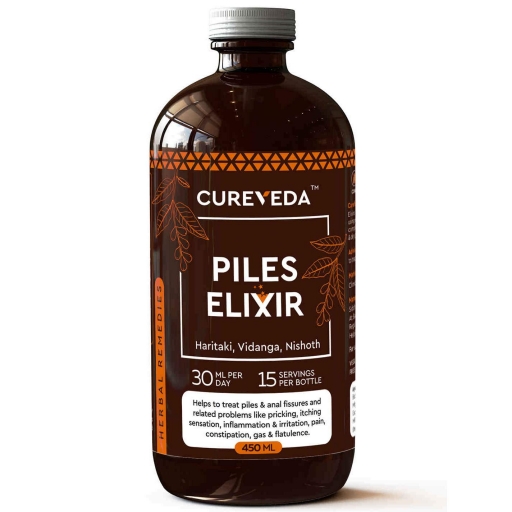 CUREVEDA™
PILES
ELIXIR
Haritaki, Vidanga, Nishoth
30 ML PER DAY 15 SERVINGS PER BOTTLE
Helps to treat piles & anal fissures and
related problems like pricking, itching
sensation, inflammation & irritation, pain,
constipation, gas & flatulence.
450 ML
HERBAL REMEDIES